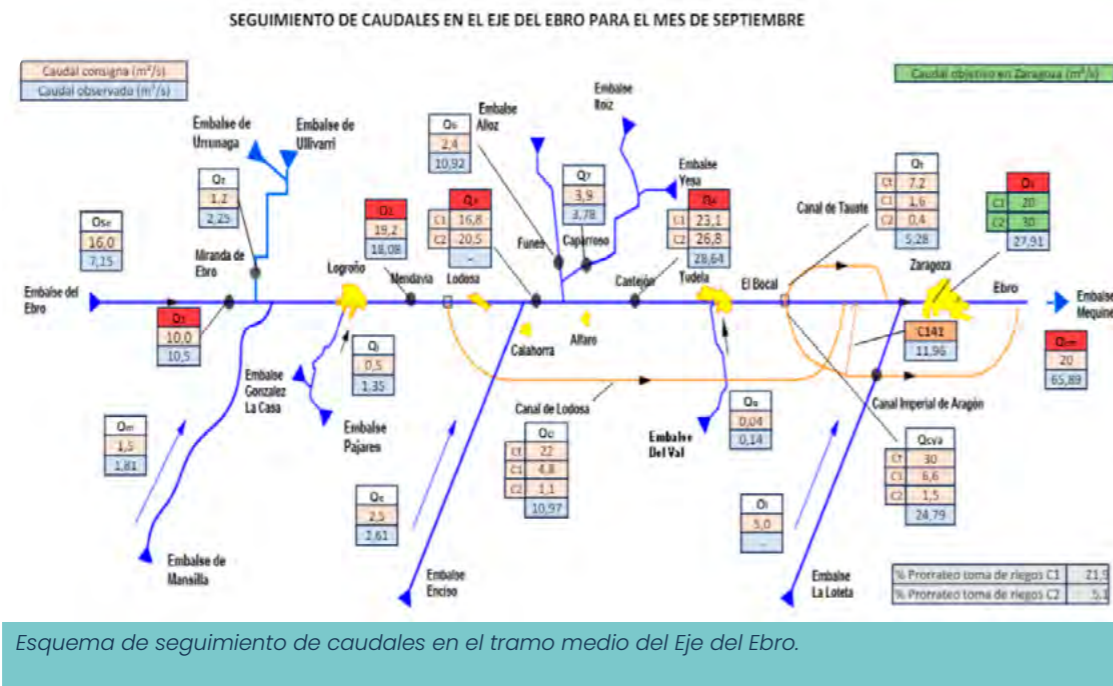 SEGUIMIENTO DE CAUDALES EN EL EJE DEL EBRO PARA EL MES DE SEPTIEMBRE
Caudal consigna (m³/s)
Caudal observado (m³/s)
Caudal objetivo en Zaragoza (m³/s)
Embalse de
Urrunaga
Embalse de
Ullivarri
Embalse
Alloz
Embalse
Itoiz
Embalse
Yesa
2,4
10,92
1,2
2,25
3,9
3,78
Canal de Tauste
Ct 7,2
C1 1,6
C2 0,4
5,28
C1 20
C2 30
27,91
16,0
7,15
Miranda de
Ebro
19,2
18,08
C1 16,8
C2 20,5
-
C1 23,1
C2 26,8
28,64
Funes
Caparroso
Logroño
Mendavia
Lodosa
Castejón
Tudela
El Bocal
Zaragoza
Ebro
Embalse del
Ebro
Embalse
Mequine
10,0
10,5
0,5
1,35
Calahorra
Alfaro
C141
11,96
20
65,89
Embalse
Gonzalez
La Casa
Embalse
Pajares
Canal de Lodosa
Ct 22
C1 4,8
C2 1,1
10,97
Embalse
Del Val
0,04
0,14
Canal Imperial de Aragón
Qcva
Ct 30
C1 6,6
C2 1,5
24,79
1,5
1,81
2,5
2,61
5,0
-
Embalse de
Mansilla
Embalse
Enciso
Embalse
La Loteta
% Prorrateo toma de riegos C1 21,9
% Prorrateo toma de riegos C2 5,1
Esquema de seguimiento de caudales en el tramo medio del Eje del Ebro.